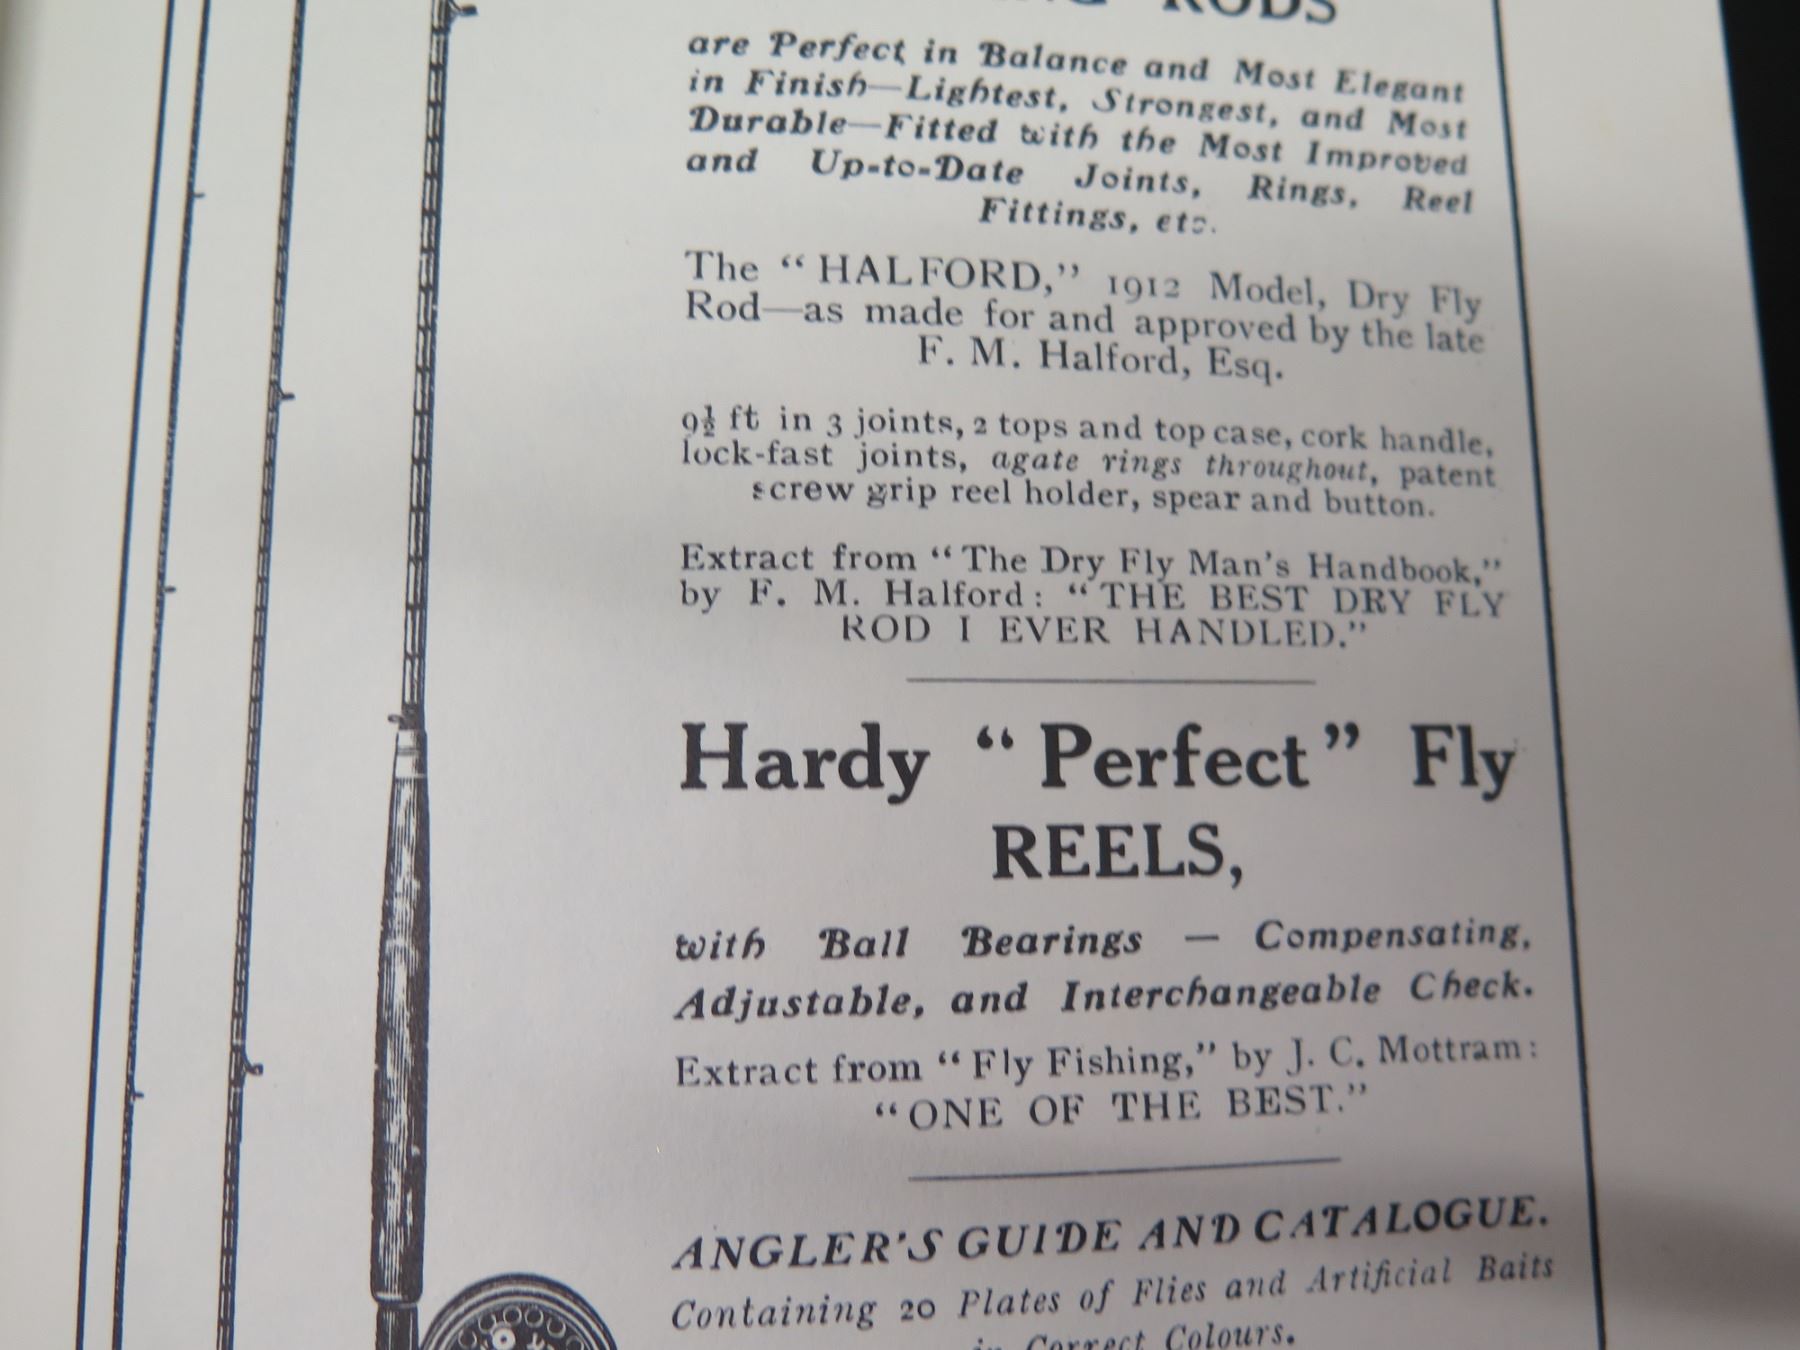 RODS
are Perfect in Balance and Most Elegant
in Finish—Lightest, Strongest, and Most
Durable—Fitted with the Most Improved
and Up-to-Date Joints, Rings, Reel
Fittings, etc.
The “HALFORD,” 1912 Model, Dry Fly
Rod—as made for and approved by the late
F. M. Halford, Esq.
9½ ft in 3 joints, 2 tops and top case, cork handle,
lock-fast joints, agate rings throughout, patent
screw grip reel holder, spear and button.
Extract from “The Dry Fly Man's Handbook,”
by F. M. Halford: “THE BEST DRY FLY
ROD I EVER HANDLED.”
Hardy “Perfect” Fly
REELS,
with Ball Bearings — Compensating,
Adjustable, and Interchangeable Check.
Extract from “Fly Fishing,” by J. C. Mottram:
“ONE OF THE BEST.”
ANGLER'S GUIDE AND CATALOGUE.
Containing 20 Plates of Flies and Artificial Baits
in Correct Colours.